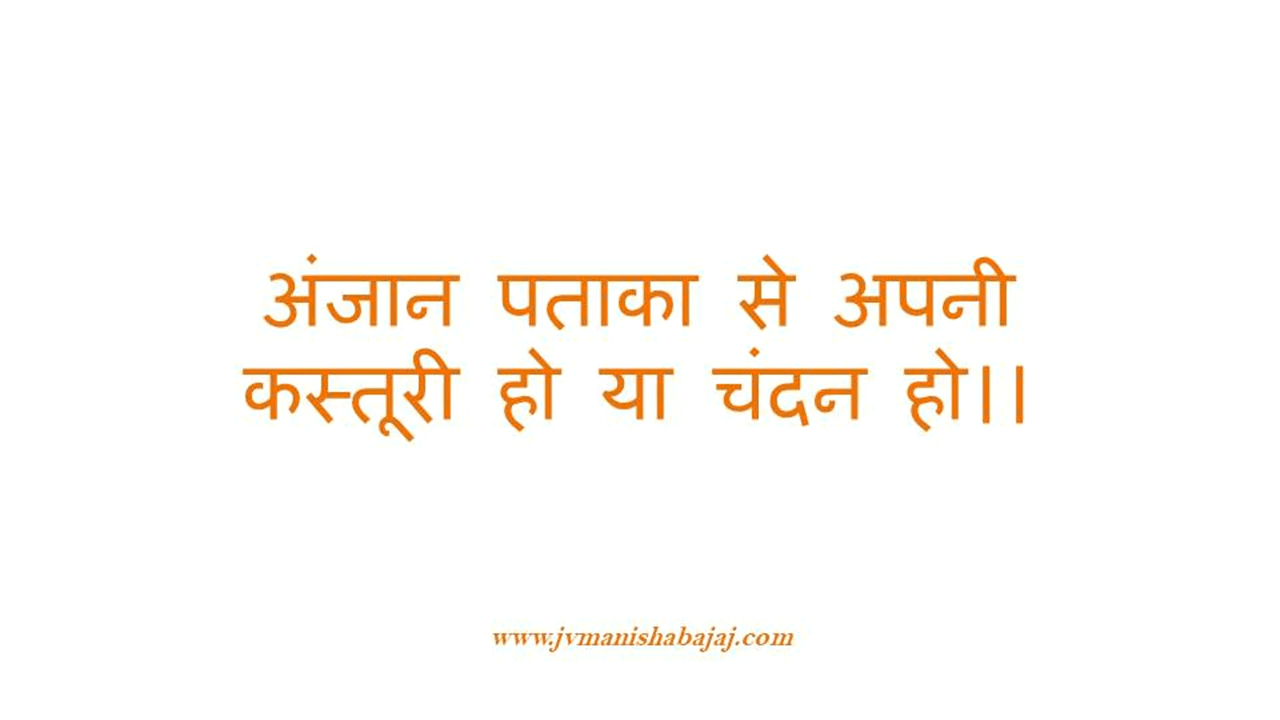 अंजान पताका से अपनी
कस्तूरी हो या चंदन हो।।
www.jvmanishabajaj.com